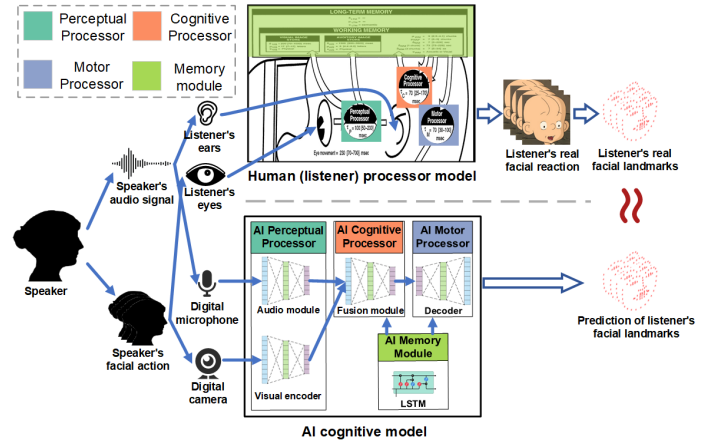 Perceptual
Processor
Cognitive
Processor
Motor
Processor
Memory
module
LONG-TERM MEMORY
WORKING MEMORY
Cognitive
Processor
msec
Perceptual
Processor
msec
Motor
Processor
msec
Eye movement = 230 [70-700] msec
Human (listener) processor model
Listener's
ears
Listener's
eyes
Speaker's
audio signal
Speaker
Speaker's
facial action
Digital
microphone
Digital
camera
Listener's real
facial reaction
Listener's real
facial landmarks
AI Perceptual
Processor
AI Cognitive
Processor
AI Motor
Processor
Audio module
Fusion module
Decoder
Visual encoder
AI Memory
Module
LSTM
AI cognitive model
Prediction of listener's
facial landmarks